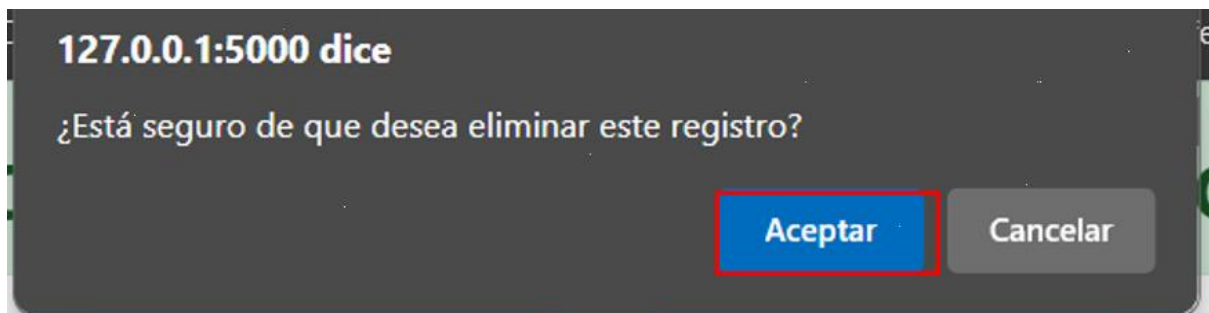 127.0.0.1:5000 dice
¿Está seguro de que desea eliminar este registro?
Aceptar Cancelar